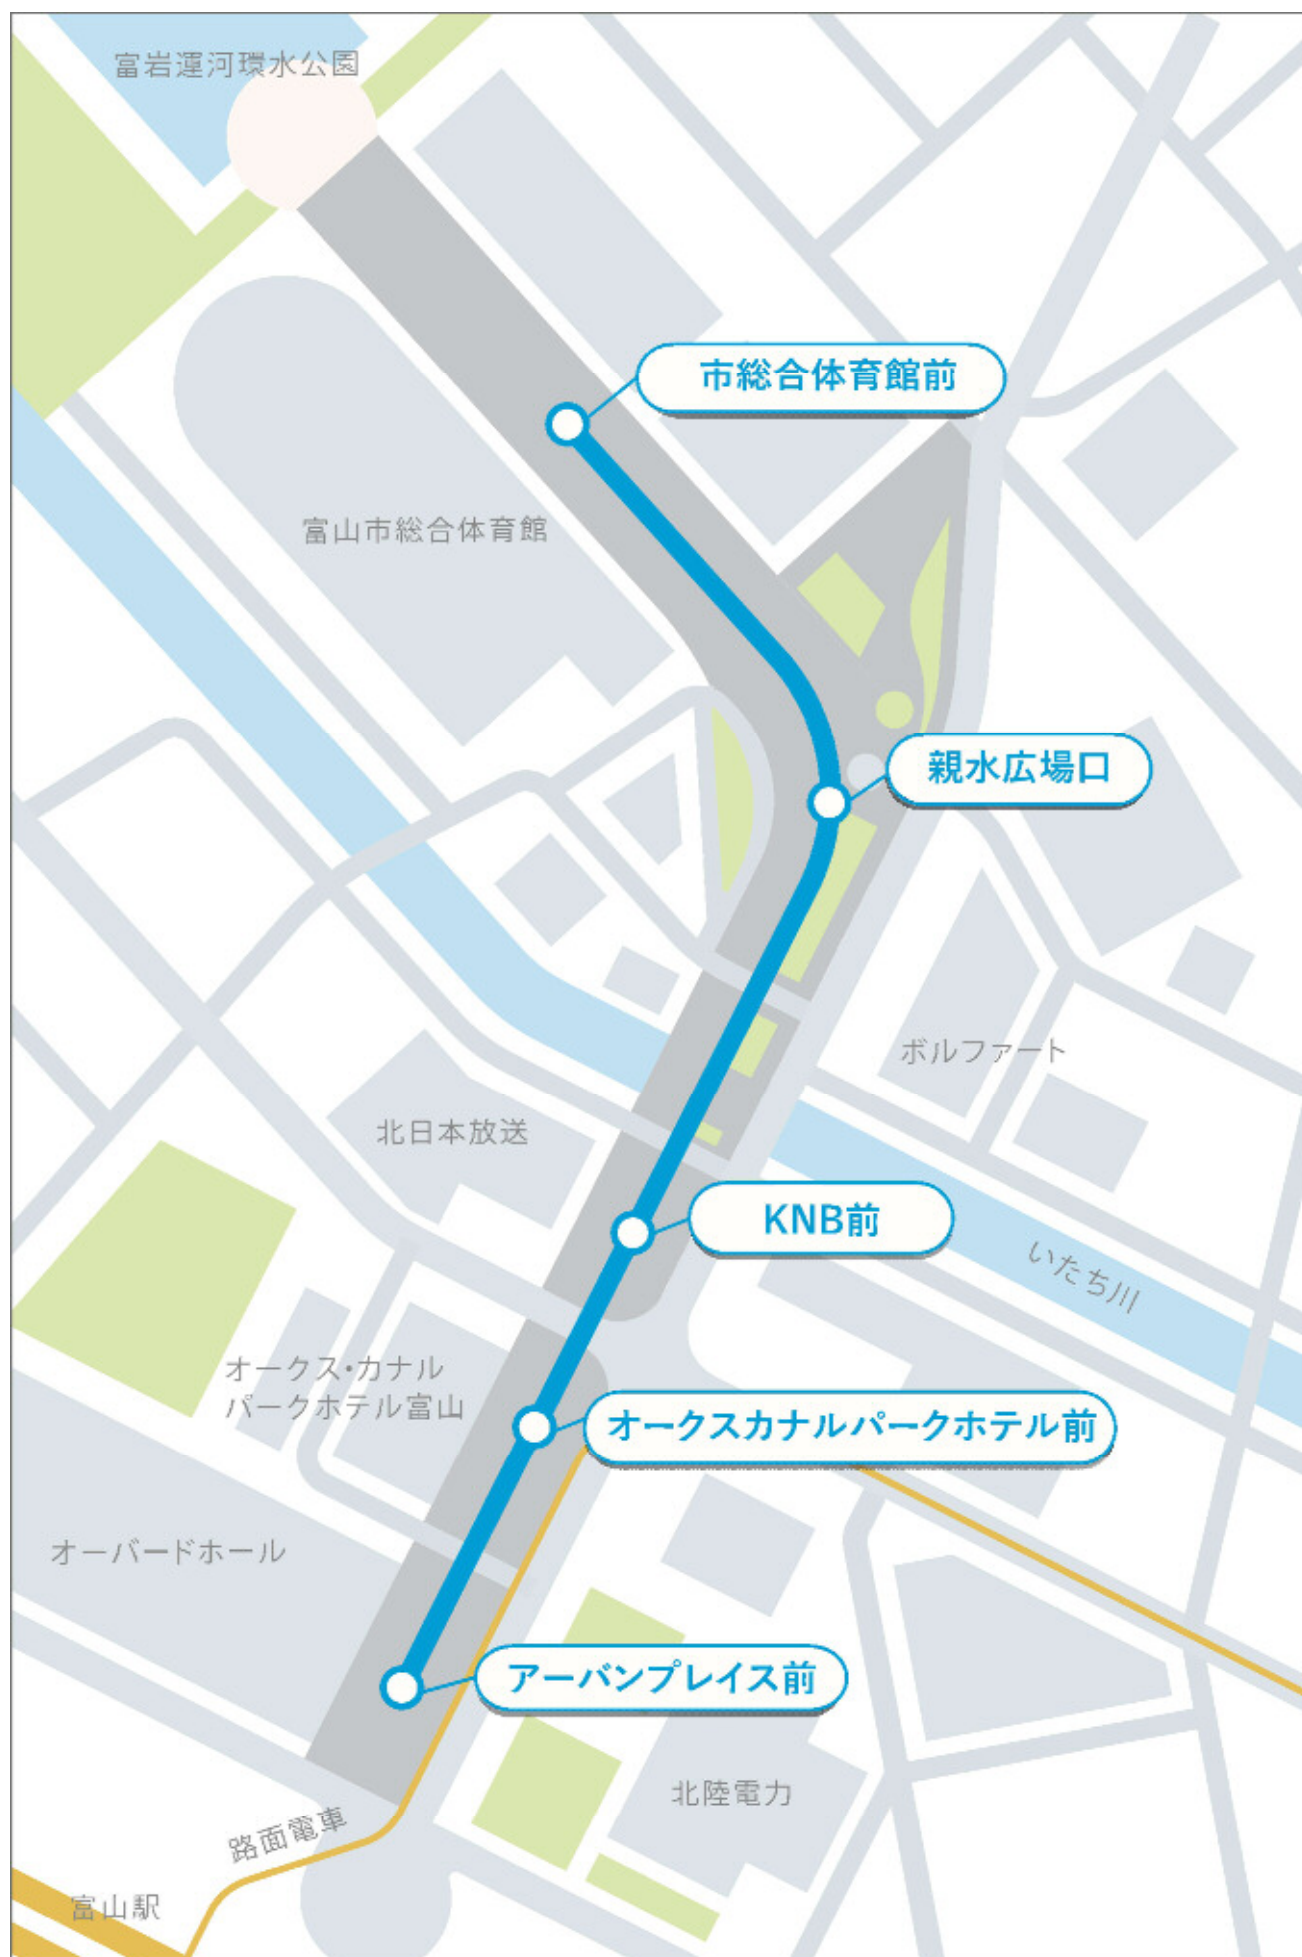 富岩運河環水公園
市総合体育館前
富山市総合体育館
親水広場口
ボルファート
北日本放送
KNB前
いたち川
オークス・カナル
パークホテル富山
オークスカナルパークホテル前
オーバードホール
アーバンプレイス前
北陸電力
路面電車
富山駅